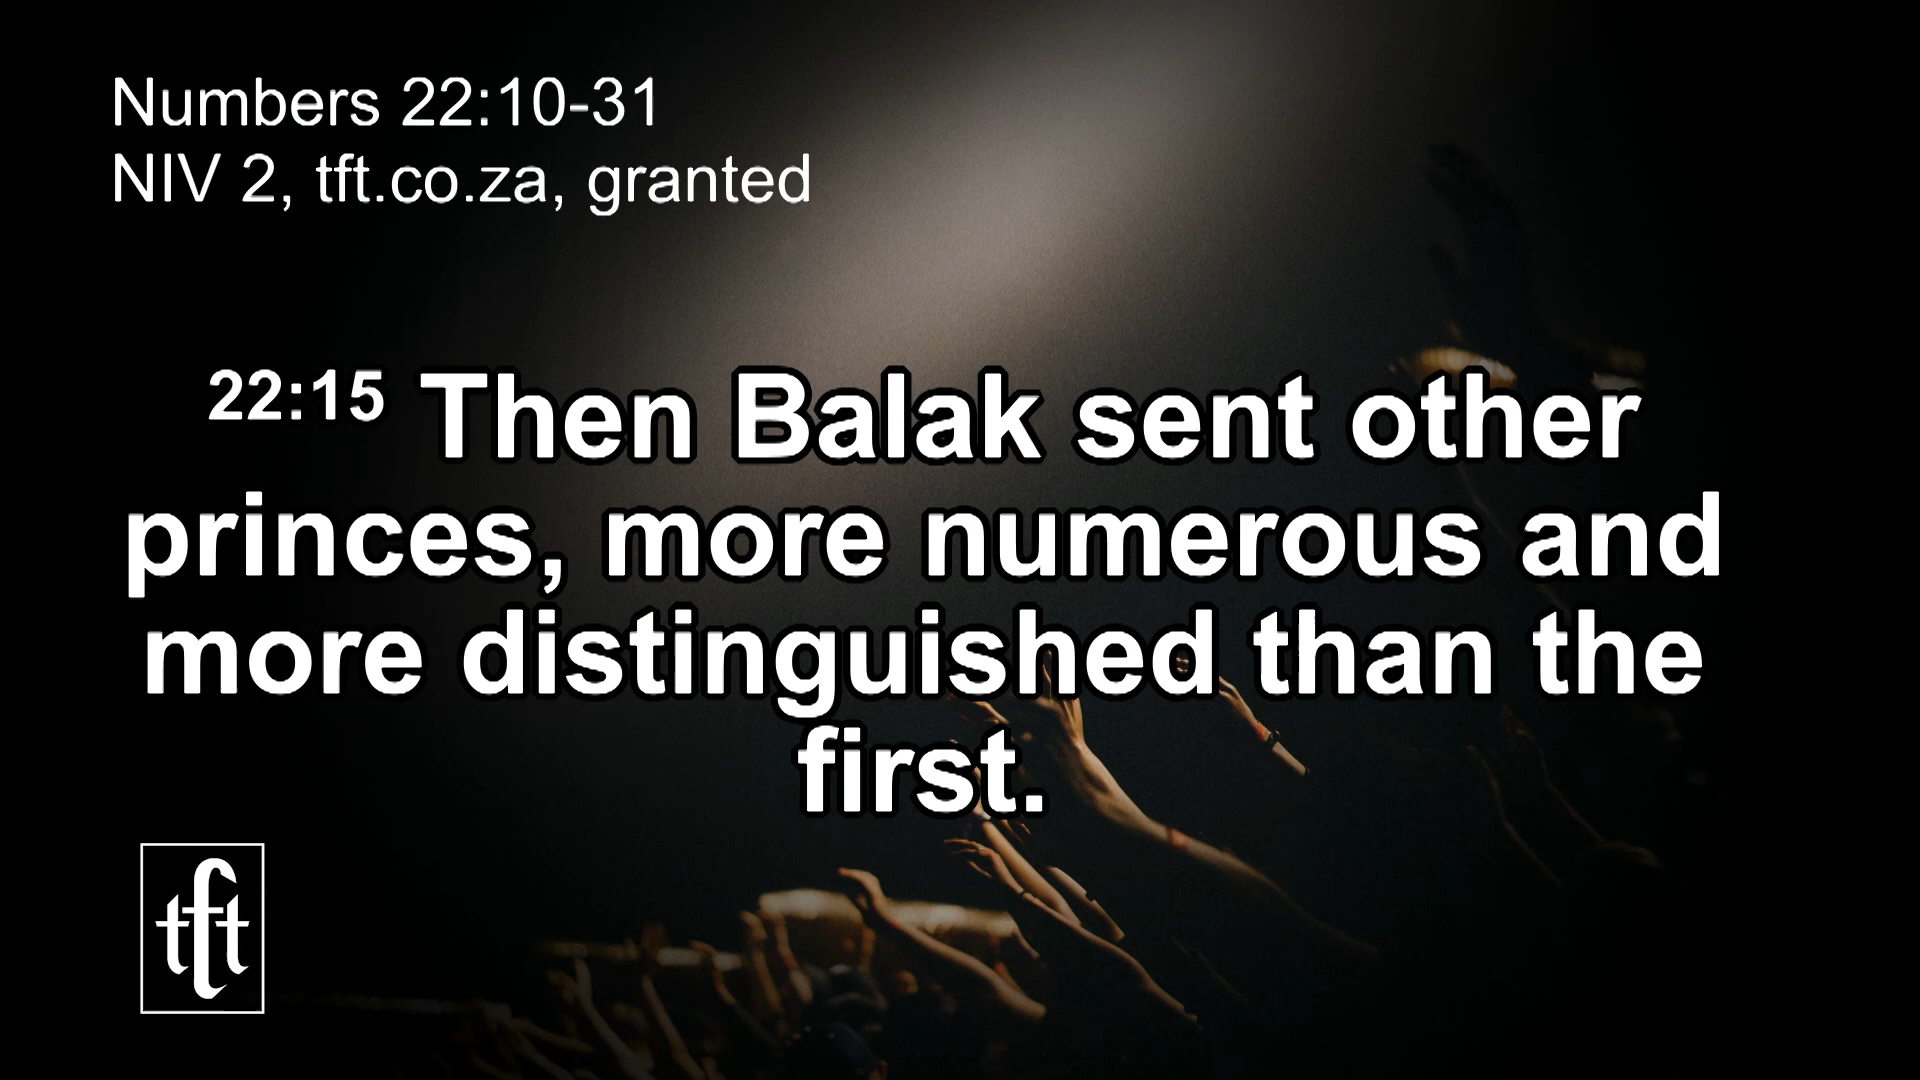 Numbers 22:10-31
NIV 2, tft.co.za, granted
22:15 Then Balak sent other
princes, more numerous and
more distinguished than the
first.
tft